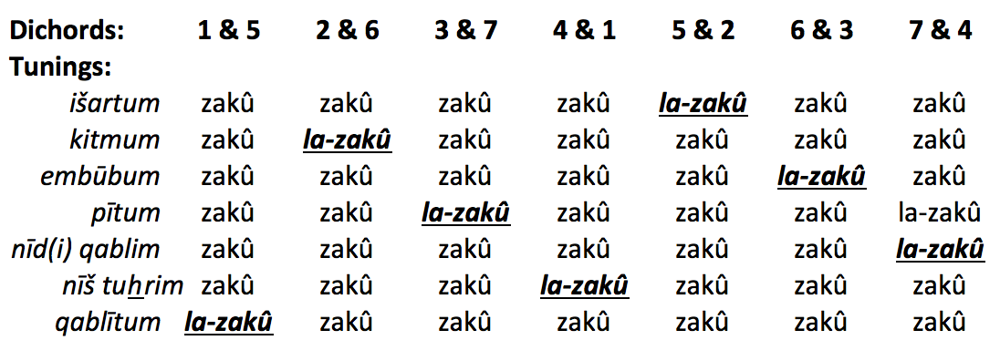 Dichords: 1 & 5 2 & 6 3 & 7 4 & 1 5 & 2 6 & 3 7 & 4
Tunings:
išartum zakû zakû zakû zakû la-zakû zakû zakû
kitmum zakû la-zakû zakû zakû zakû zakû zakû
embūbum zakû zakû zakû zakû zakû la-zakû zakû
pītum zakû zakû la-zakû zakû zakû zakû la-zakû
nīd(i) qablim zakû zakû zakû zakû zakû zakû la-zakû
nīš tuhrim zakû zakû zakû la-zakû zakû zakû zakû
qablītum la-zakû zakû zakû zakû zakû zakû zakû